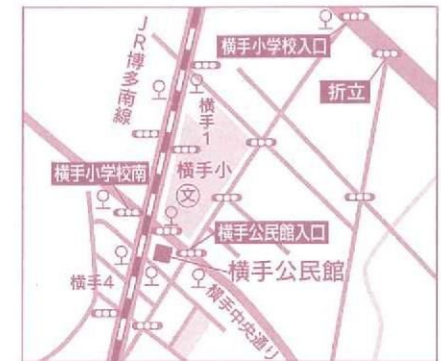 JR博多南線
横手小学校入口
折立
横手1
横手小
文
横手小学校南
横手公民館入口
横手公民館
横手4
横手中央通り